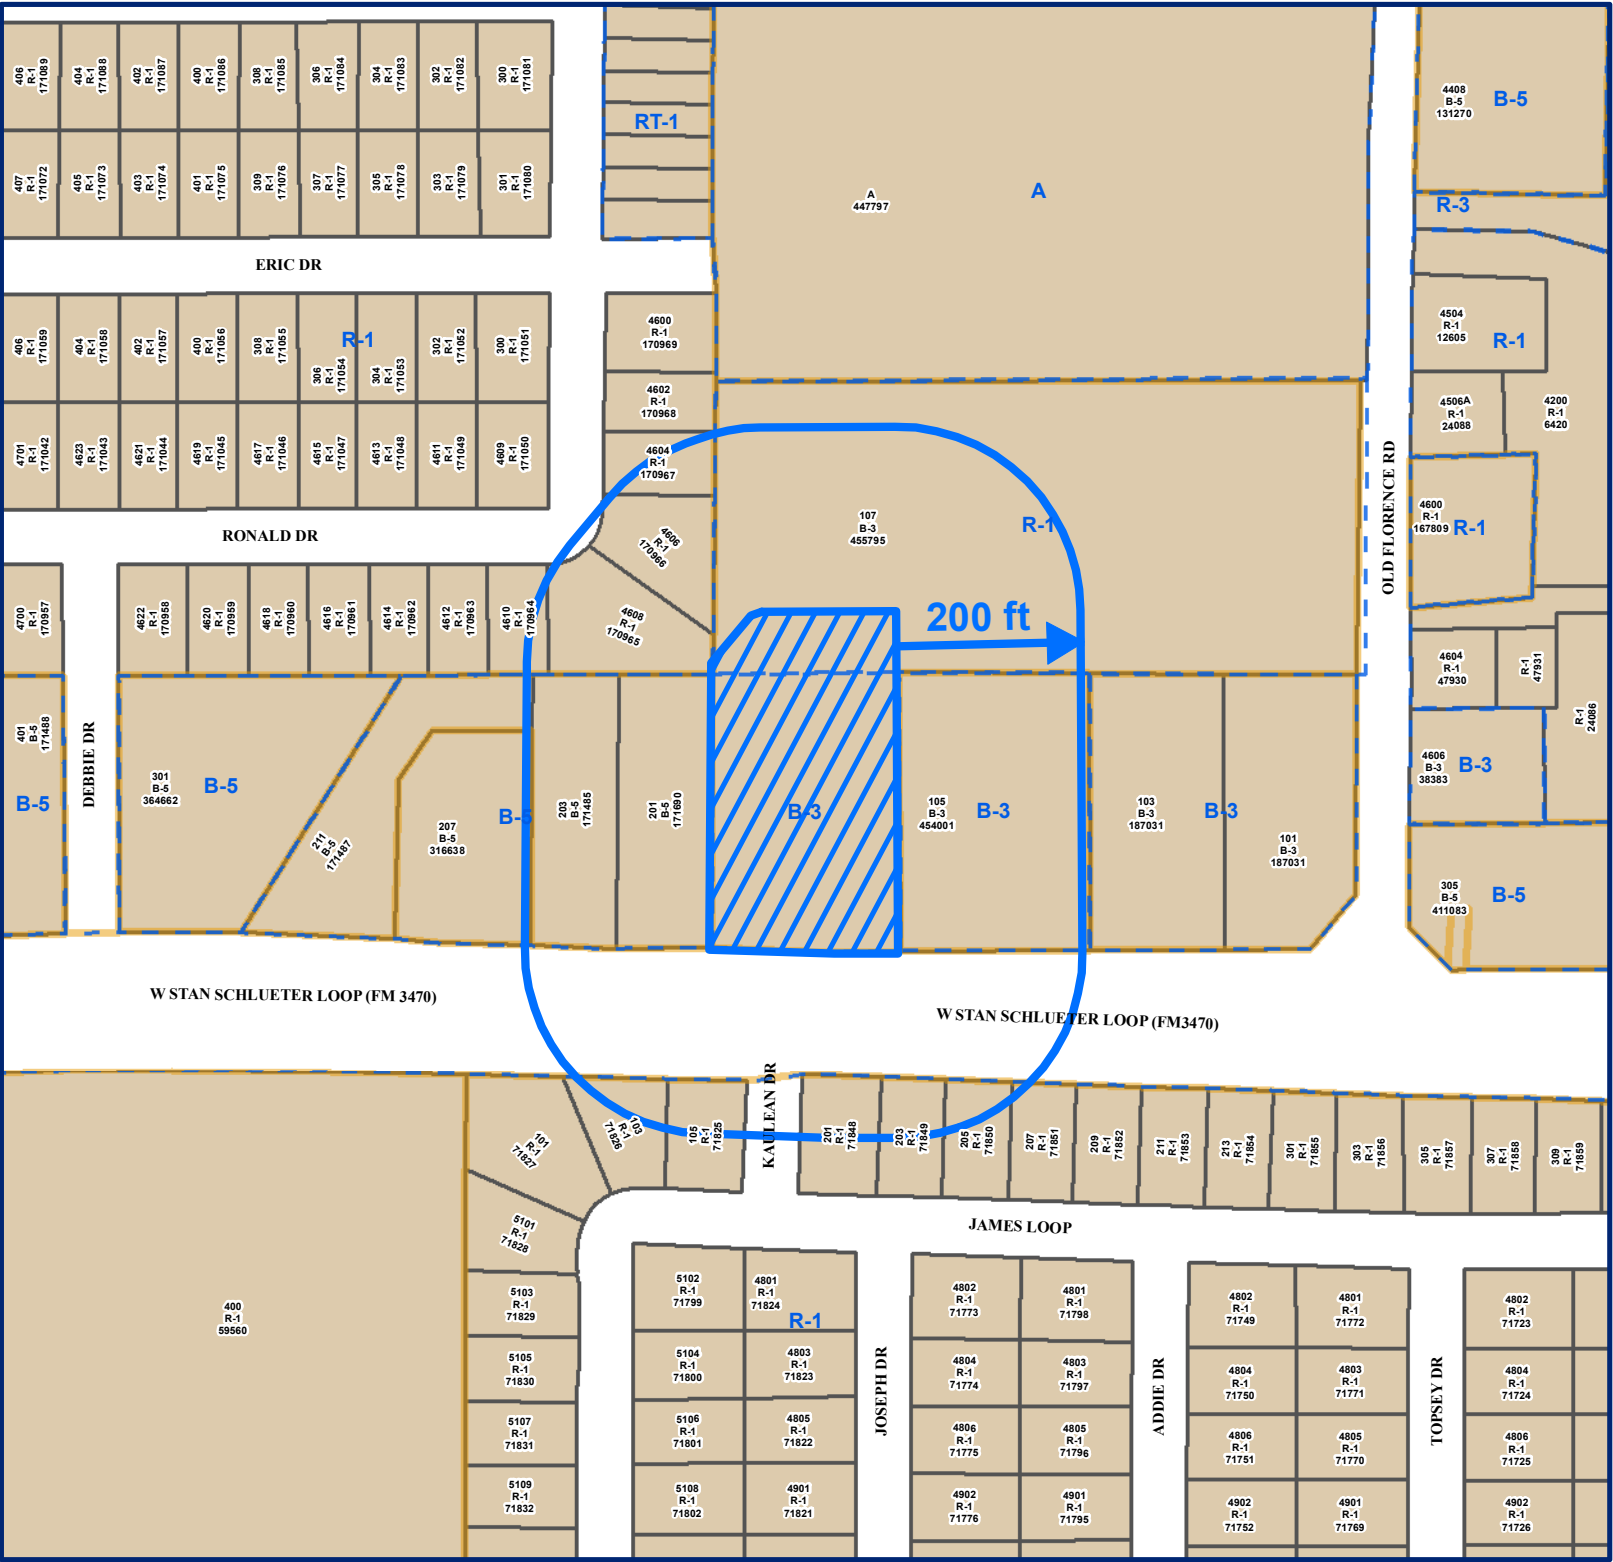 406
R-1
171089
404
R-1
171088
402
R-1
171087
400
R-1
171086
308
R-1
171085
306
R-1
171084
304
R-1
171083
302
R-1
171082
300
R-1
171081
RT-1
A
447797
A
4408
B-5
131270
B-5
407
R-1
171072
405
R-1
171073
403
R-1
171074
401
R-1
171075
309
R-1
171076
307
R-1
171077
305
R-1
171078
303
R-1
171079
301
R-1
171080
R-3
ERIC DR
406
R-1
171059
404
R-1
171058
402
R-1
171057
400
R-1
171056
308
R-1
171055
R-1
306
R-1
171054
304
R-1
171053
302
R-1
171052
300
R-1
171051
4600
R-1
170969
4602
R-1
170968
4604
R-1
170967
4504
R-1
12605
R-1
4506A
R-1
24088
4200
R-1
6420
4701
R-1
171042
4623
R-1
171043
4621
R-1
171044
4619
R-1
171045
4617
R-1
171046
4615
R-1
171047
4613
R-1
171048
4611
R-1
171049
4609
R-1
171050
OLD FLORENCE RD
RONALD DR
4606
R-1
170966
107
B-3
455795
R-1
4600
R-1
167809
R-1
4700
R-1
170957
4622
R-1
170958
4620
R-1
170959
4618
R-1
170960
4616
R-1
170961
4614
R-1
170962
4612
R-1
170963
4610
R-1
170964
4608
R-1
170965
200 ft
4604
R-1
47930
R-1
47931
R-1
24086
401
B-5
171488
B-5
DEBBIE DR
301
B-5
364662
B-5
211
B-5
171487
207
B-5
316638
B-5
203
B-5
171485
201
B-5
171690
B-3
105
B-3
454001
B-3
103
B-3
187031
B-3
101
B-3
187031
4606
B-3
38383
B-3
305
B-5
411083
B-5
W STAN SCHLUETER LOOP (FM 3470)
W STAN SCHLUETER LOOP (FM3470)
KAULEAN DR
101
R-1
71827
103
R-1
71826
105
R-1
71825
201
R-1
71848
203
R-1
71849
205
R-1
71850
207
R-1
71851
209
R-1
71852
211
R-1
71853
213
R-1
71854
301
R-1
71855
303
R-1
71856
305
R-1
71857
307
R-1
71858
309
R-1
71859
5101
R-1
71828
JAMES LOOP
400
R-1
59560
5103
R-1
71829
5102
R-1
71799
4801
R-1
71824
R-1
4802
R-1
71773
4801
R-1
71798
4802
R-1
71749
4801
R-1
71772
4802
R-1
71723
5105
R-1
71830
5104
R-1
71800
4803
R-1
71823
JOSEPH DR
4804
R-1
71774
4803
R-1
71797
ADDIE DR
4804
R-1
71750
4803
R-1
71771
TOPSEY DR
4804
R-1
71724
5107
R-1
71831
5106
R-1
71801
4805
R-1
71822
4806
R-1
71775
4805
R-1
71796
4806
R-1
71751
4805
R-1
71770
4806
R-1
71725
5109
R-1
71832
5108
R-1
71802
4901
R-1
71821
4902
R-1
71776
4901
R-1
71795
4902
R-1
71752
4901
R-1
71769
4902
R-1
71726